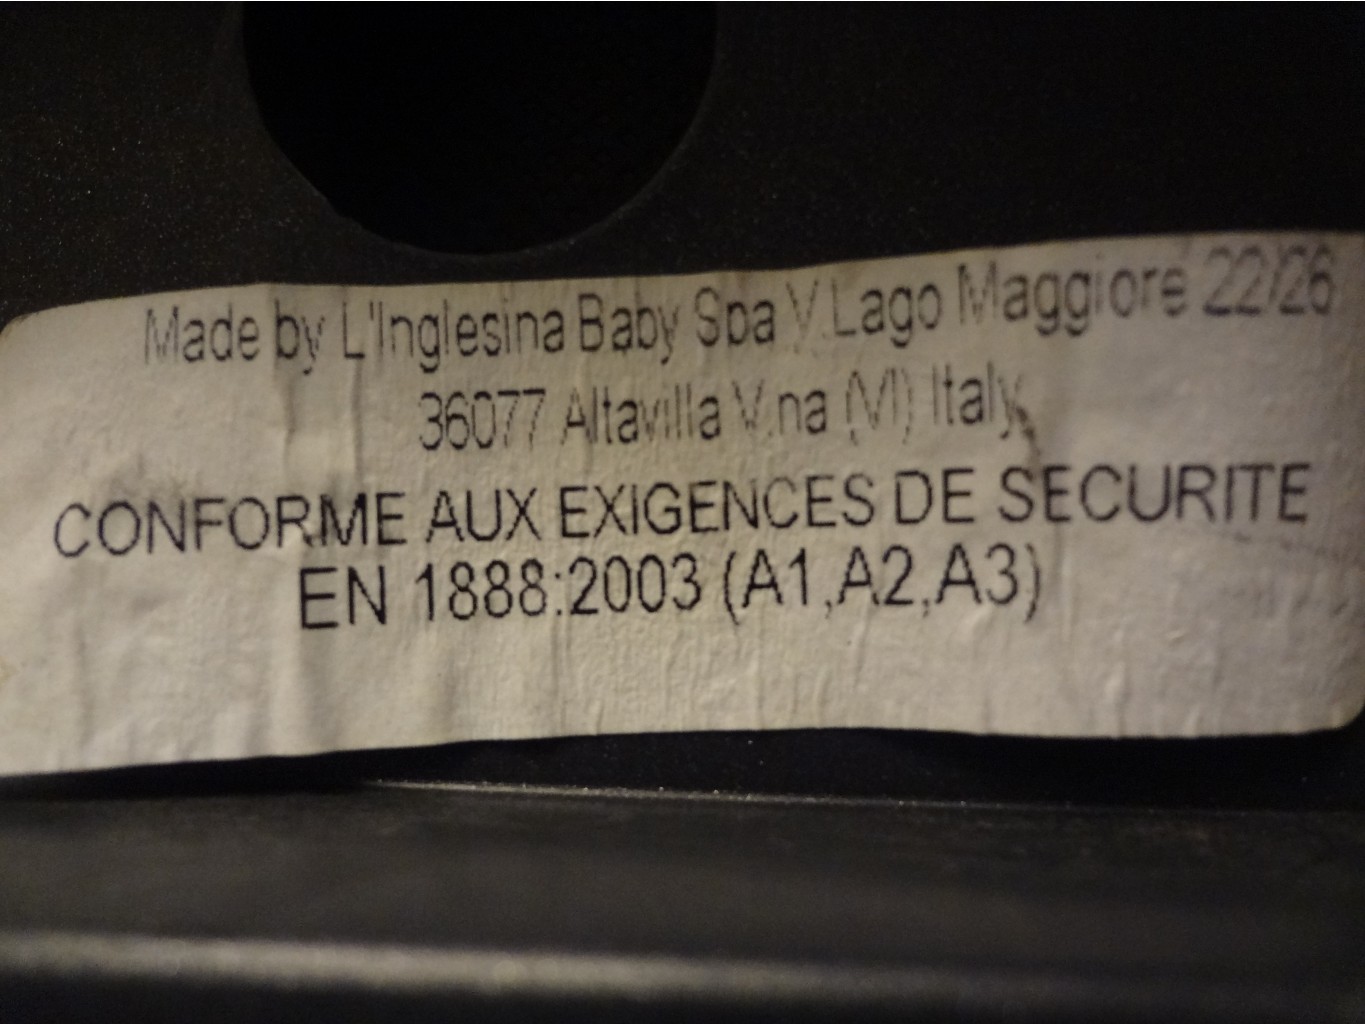 Made by L'Inglesina Baby Spa V.Lago Maggiore 22/26
36077 Altavilla V.na (VI) Italy
CONFORME AUX EXIGENCES DE SECURITE
EN 1888:2003 (A1,A2,A3)